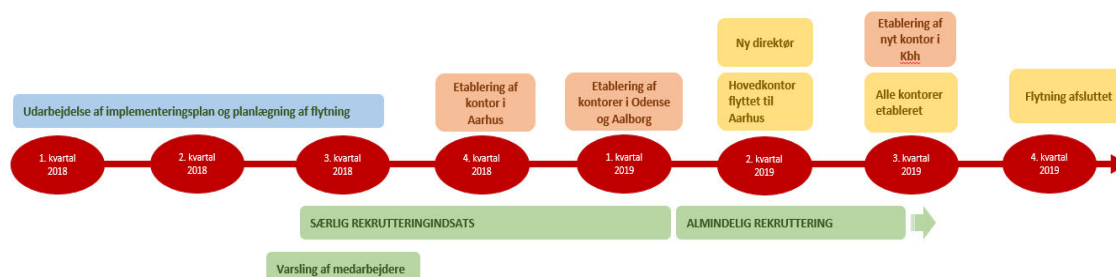 Ny direktør
Etablering af
nyt kontor i
Kbh
Etablering af
kontor i
Aarhus
Etablering af
kontorer i Odense
og Aalborg
Hovedkontor
flyttet til
Aarhus
Alle kontorer
etableret
Flytning afsluttet
Udarbejdelse af implementeringsplan og planlægning af flytning
1. kvartal
2018
2. kvartal
2018
3. kvartal
2018
4. kvartal
2018
1. kvartal
2019
2. kvartal
2019
3. kvartal
2019
4. kvartal
2019
SÆRLIG REKRUTTERINGINDSATS
ALMINDELIG REKRUTTERING
Varsling af medarbejdere